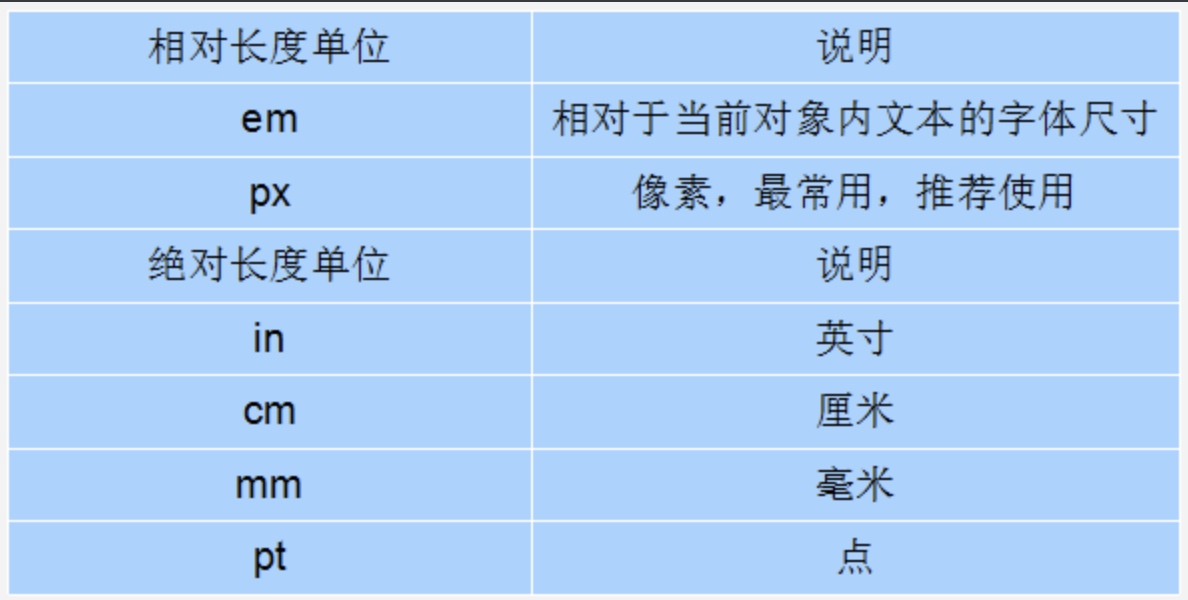 相对长度单位 说明
em 相对于当前对象内文本的字体尺寸
px 像素，最常用，推荐使用
绝对长度单位 说明
in 英寸
cm 厘米
mm 毫米
pt 点